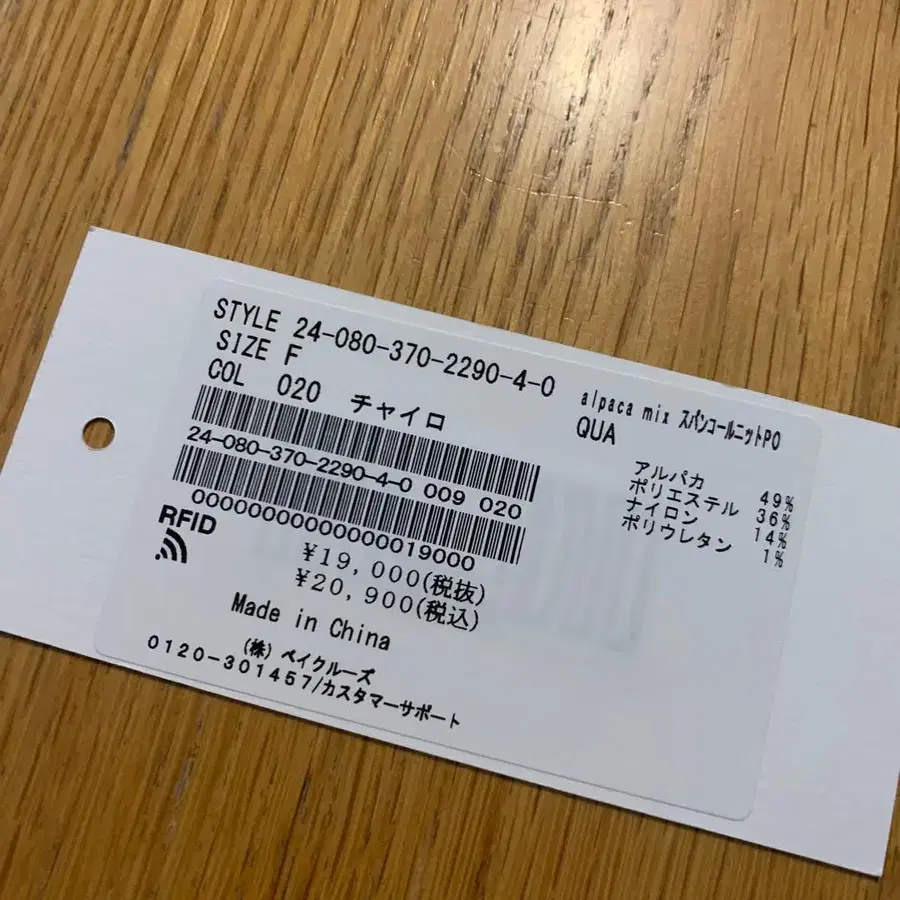 STYLE 24-080-370-2290-4-0
SIZE F
COL 020 チャイロ
24-080-370-2290-4-0 009 020
0000000000000019000
RFID
¥19,000(税抜)
¥20,900(税込)
Made in China
(株) ベイクルーズ
0120-301457/カスタマーサポート
alpaca mix スパンコールニットPO
QUA
アルパカ 49%
ポリエステル 36%
ナイロン 14%
ポリウレタン 1%